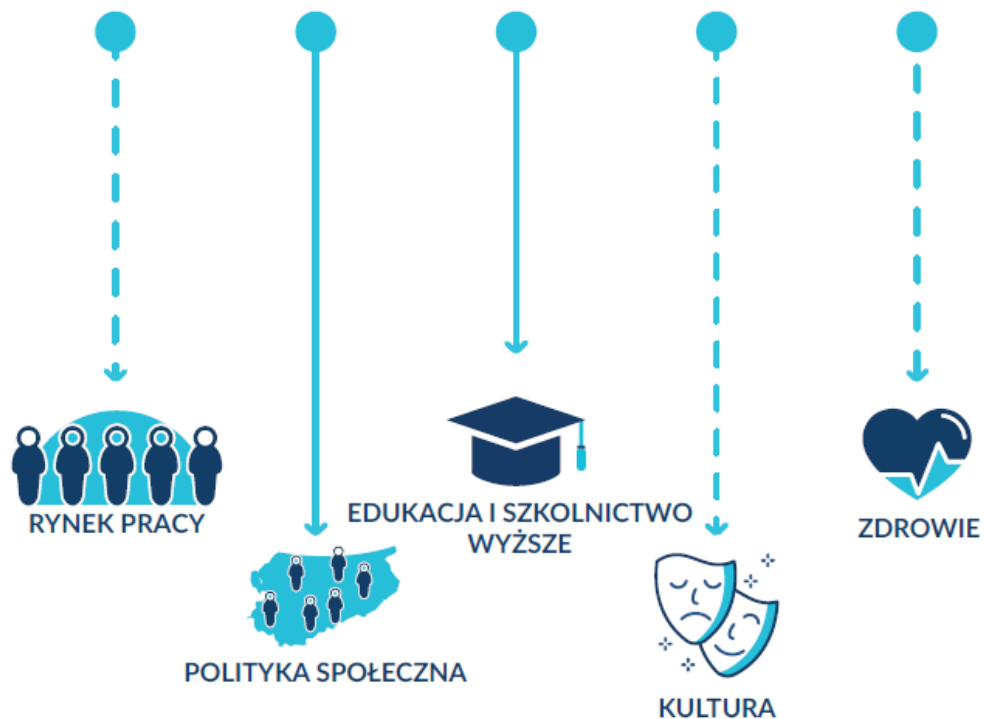 RYNEK PRACY
POLITYKA SPOŁECZNA
EDUKACJA I SZKOLNICTWO
WYŻSZE
KULTURA
ZDROWIE